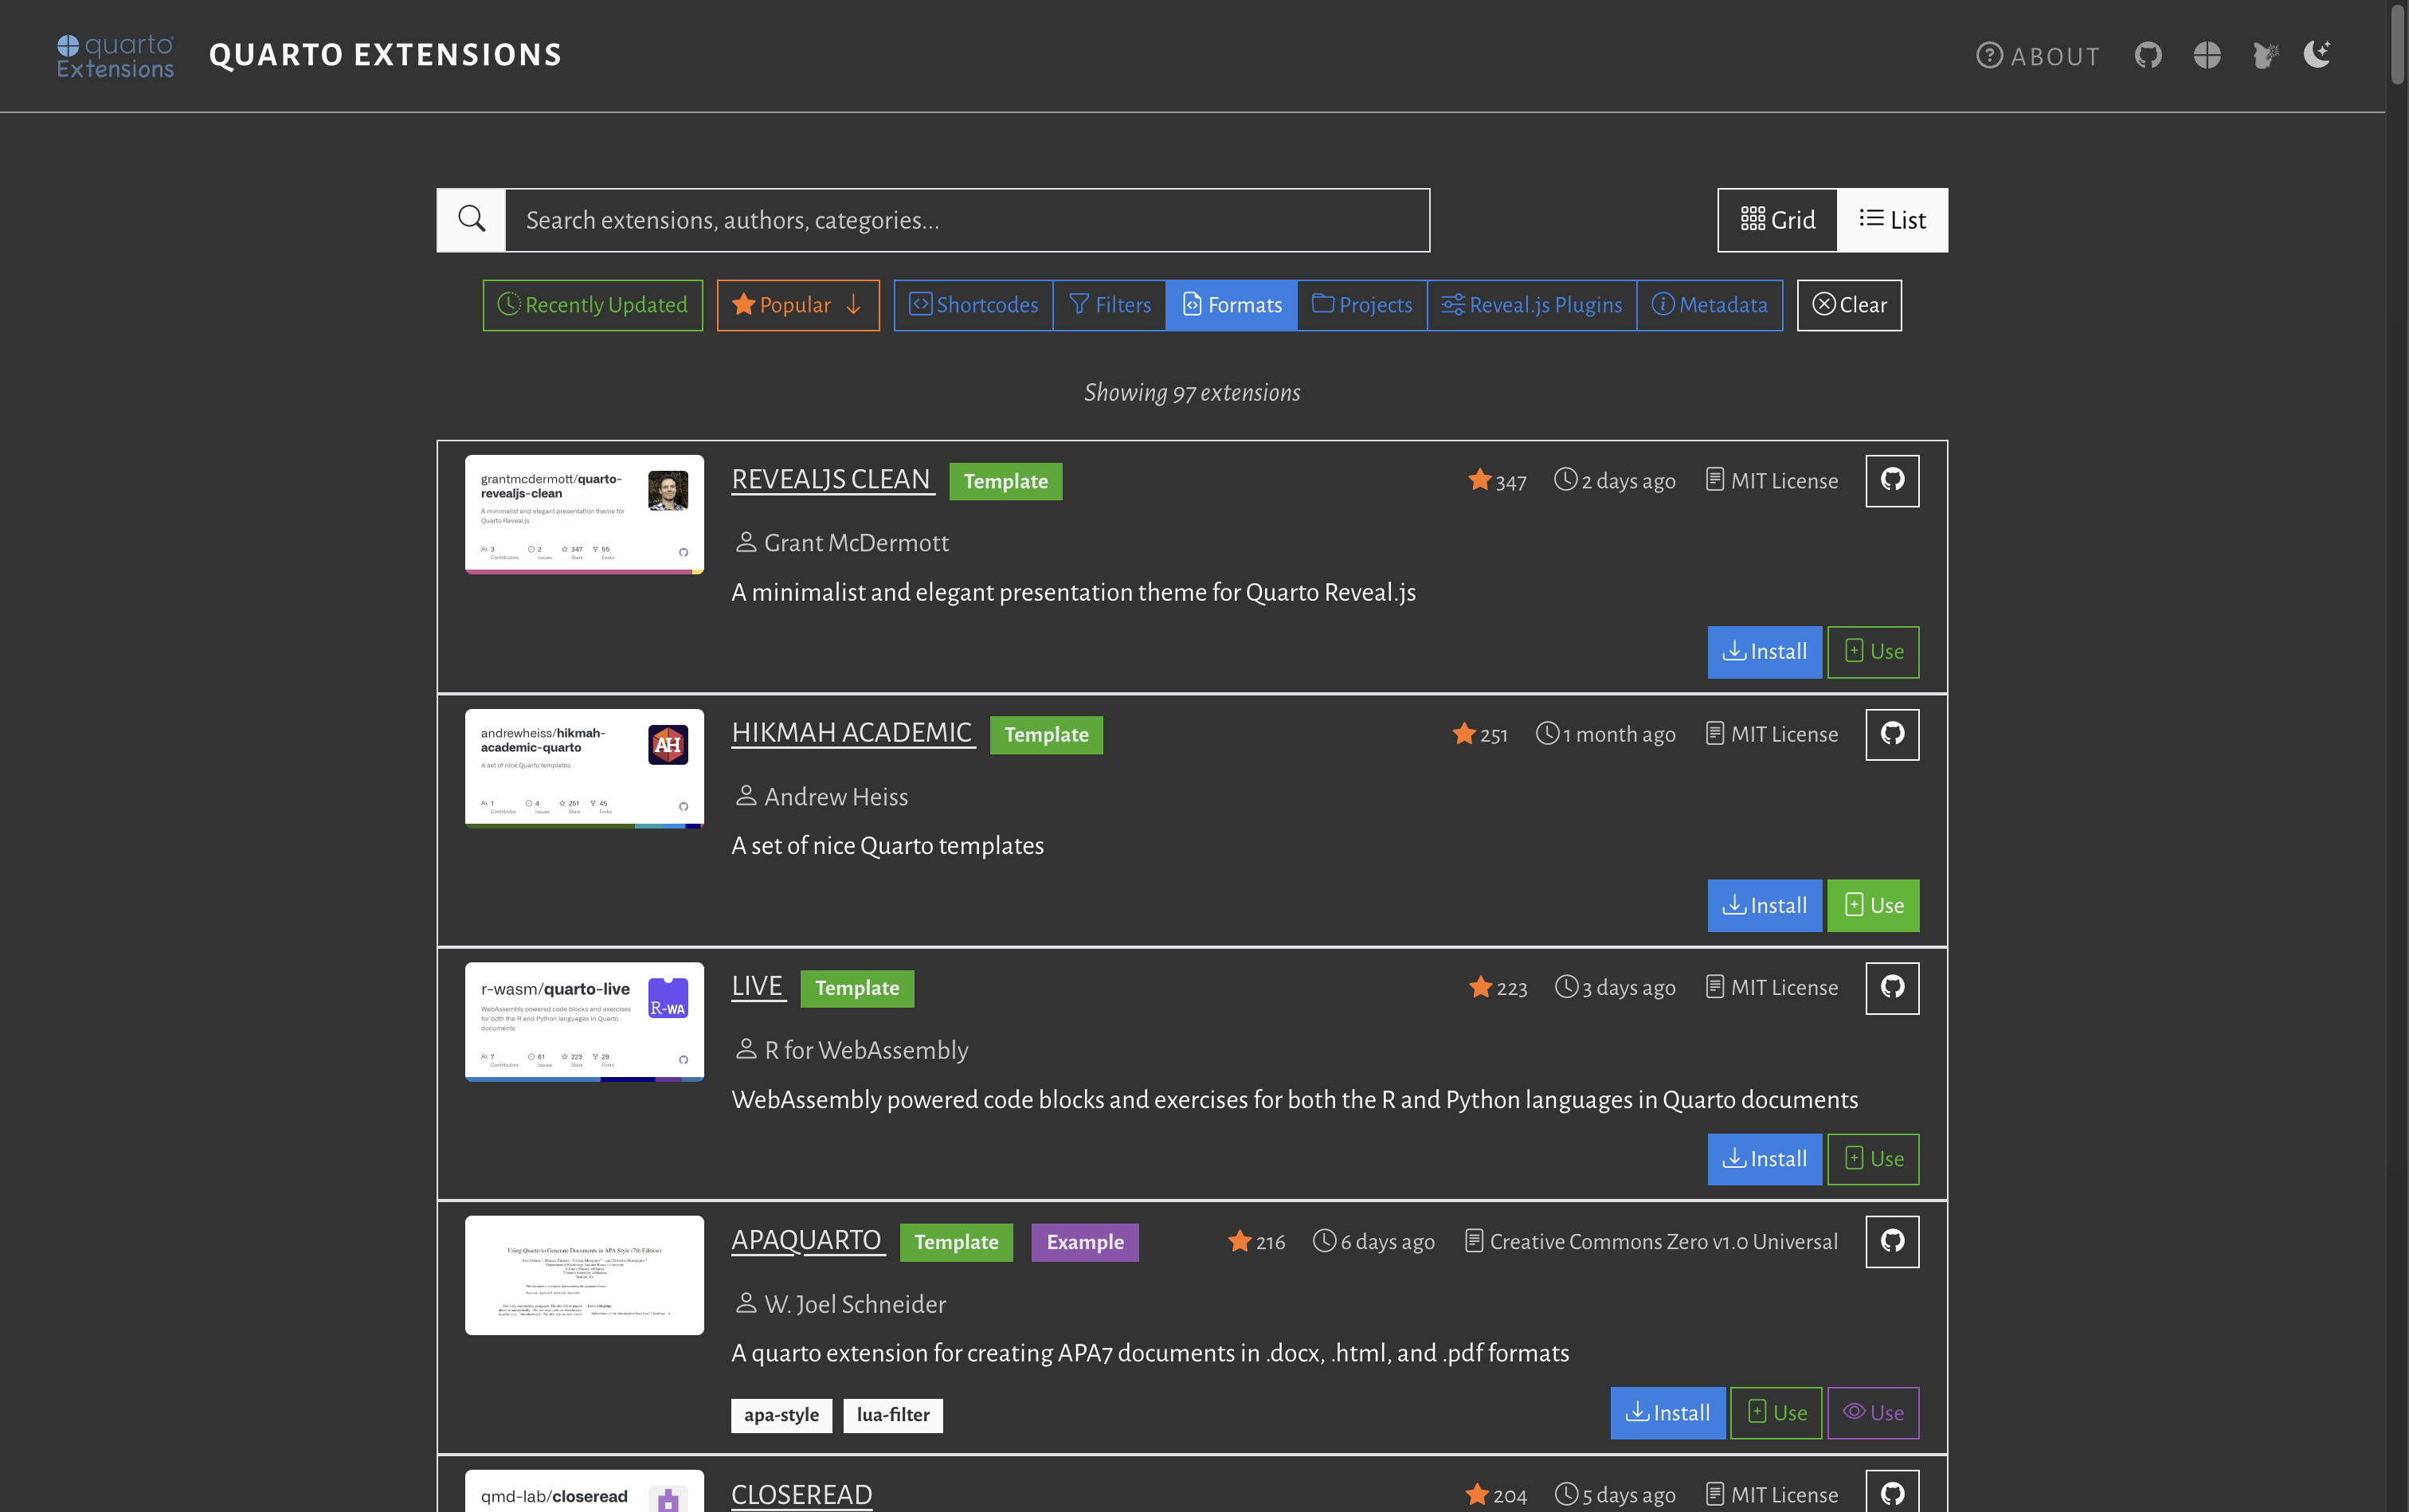 quarto Extensions
QUARTO EXTENSIONS
ABOUT
Search extensions, authors, categories...
Grid
List
Recently Updated
Popular
Shortcodes
Filters
Formats
Projects
Reveal.js Plugins
Metadata
Clear
Showing 97 extensions
grantmcdermott/quarto-
revealjs-clean
A minimalist and elegant presentation theme for
Quarto Reveal.js
3 2 347 55
Contributors Issues Stars Forks
REVEALJS CLEAN Template 347 2 days ago MIT License
Grant McDermott
A minimalist and elegant presentation theme for Quarto Reveal.js
Install Use
andrewheiss/hikmah-
academic-quarto
A set of nice Quarto templates
1 4 251 45
Contributor Issues Stars Forks
AH
HIKMAH ACADEMIC Template 251 1 month ago MIT License
Andrew Heiss
A set of nice Quarto templates
Install Use
r-wasm/quarto-live
WebAssembly powered code blocks and exercises
for both the R and Python languages in Quarto
documents
7 61 223 29
Contributors Issues Stars Forks
R-WA
LIVE Template 223 3 days ago MIT License
R for WebAssembly
WebAssembly powered code blocks and exercises for both the R and Python languages in Quarto documents
Install Use
Using Quarto to Generate Documents in APA Style (7th Edition)
APAQUARTO Template Example 216 6 days ago Creative Commons Zero v1.0 Universal
W. Joel Schneider
A quarto extension for creating APA7 documents in .docx, .html, and .pdf formats
apa-style lua-filter
Install Use Use
qmd-lab/closeread
CLOSEREAD 204 5 days ago MIT License